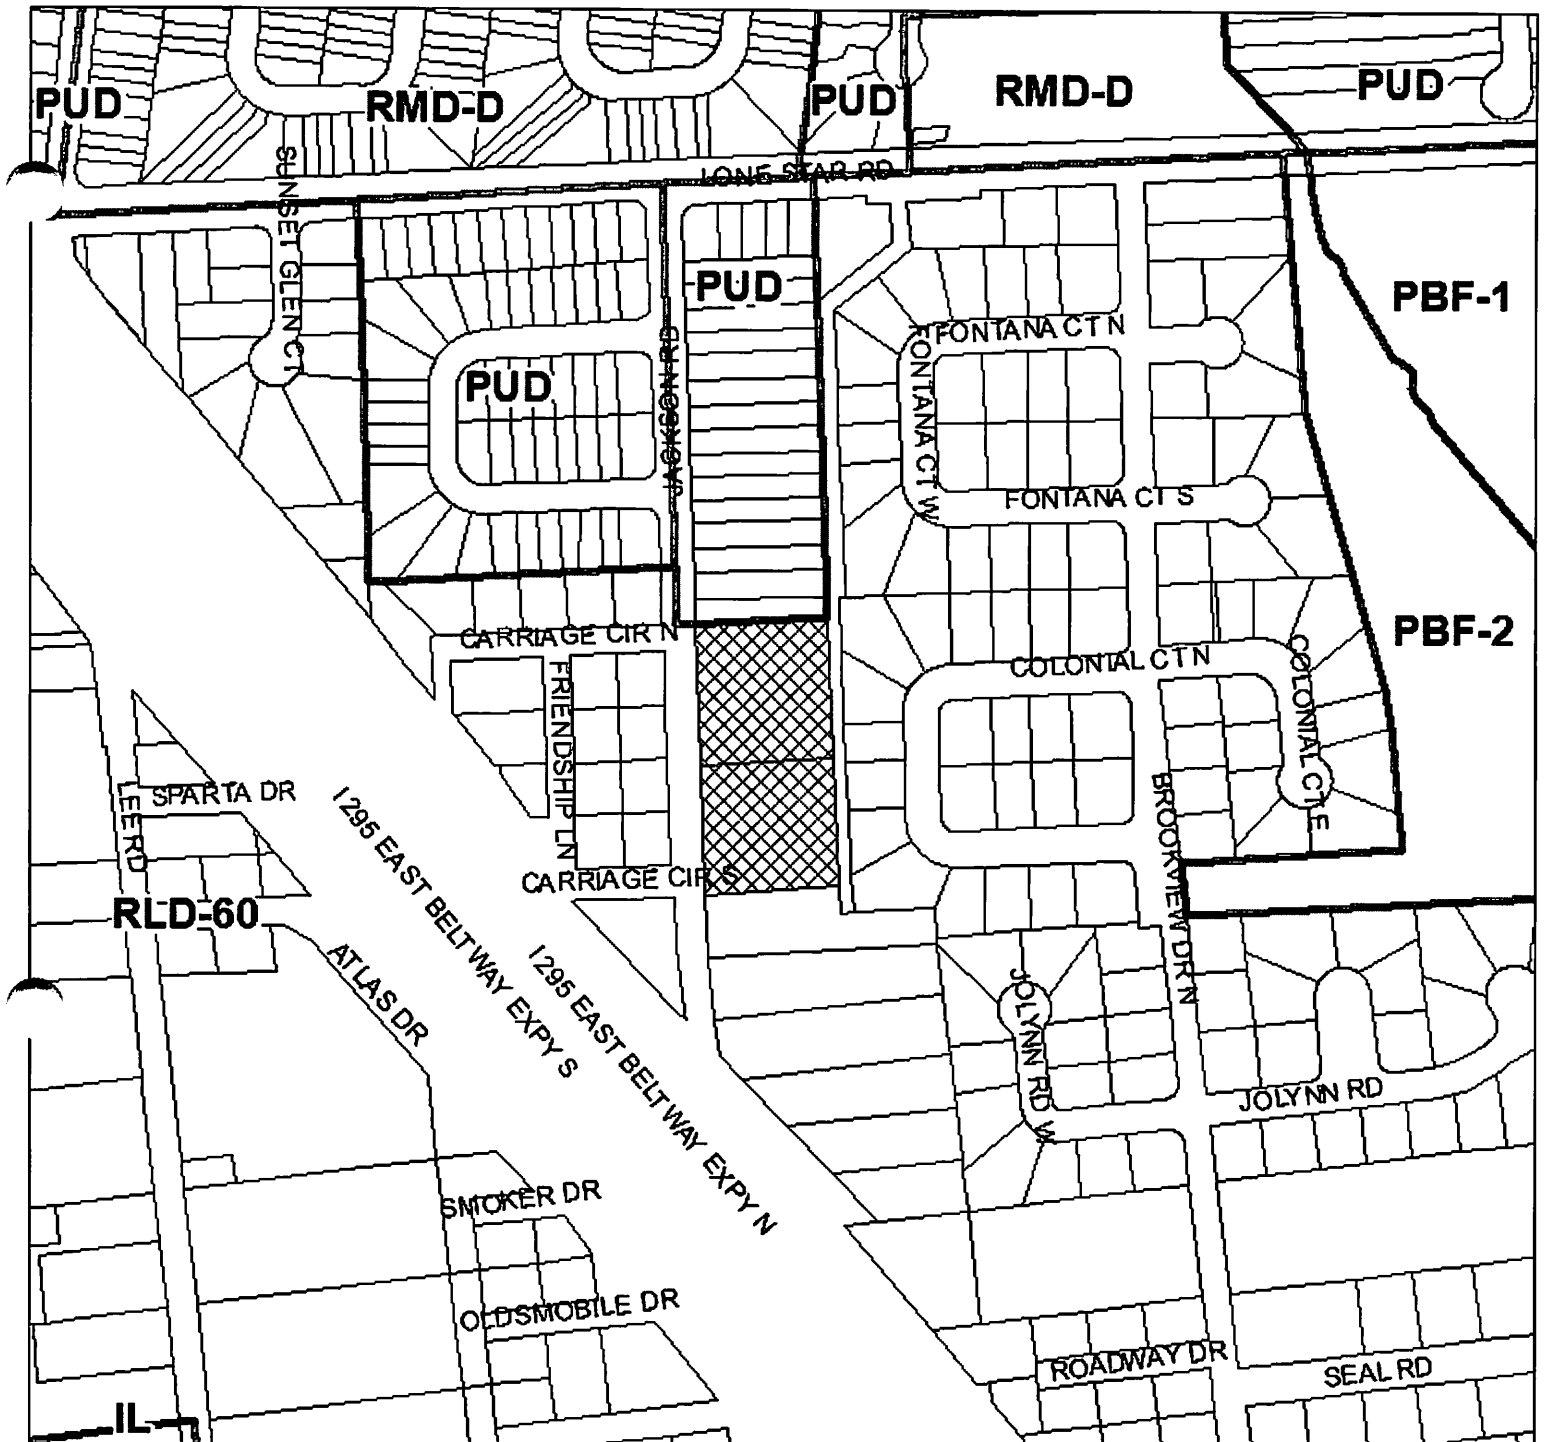 PUD
RMD-D
PUD
RMD-D
PUD
LONE STAR RD
SUNSET GLEN CT
PUD
PUD
PBF-1
FONTANA CT N
FONTANA CT W
FONTANA CT S
CARRIAGE CIR N
FRIENDSHIP LN
COLONIAL CT N
COLONIAL CT E
PBF-2
SPARTA DR
LEE RD
I 295 EAST BELTWAY EXPY S
I 295 EAST BELTWAY EXPY N
BROOKVIEW DR N
CARRIAGE CIR S
RLD-60
ATLAS DR
JOLYNN RD W
JOLYNN RD
SMOKER DR
OLDSMOBILE DR
ROADWAY DR
SEAL RD
IL